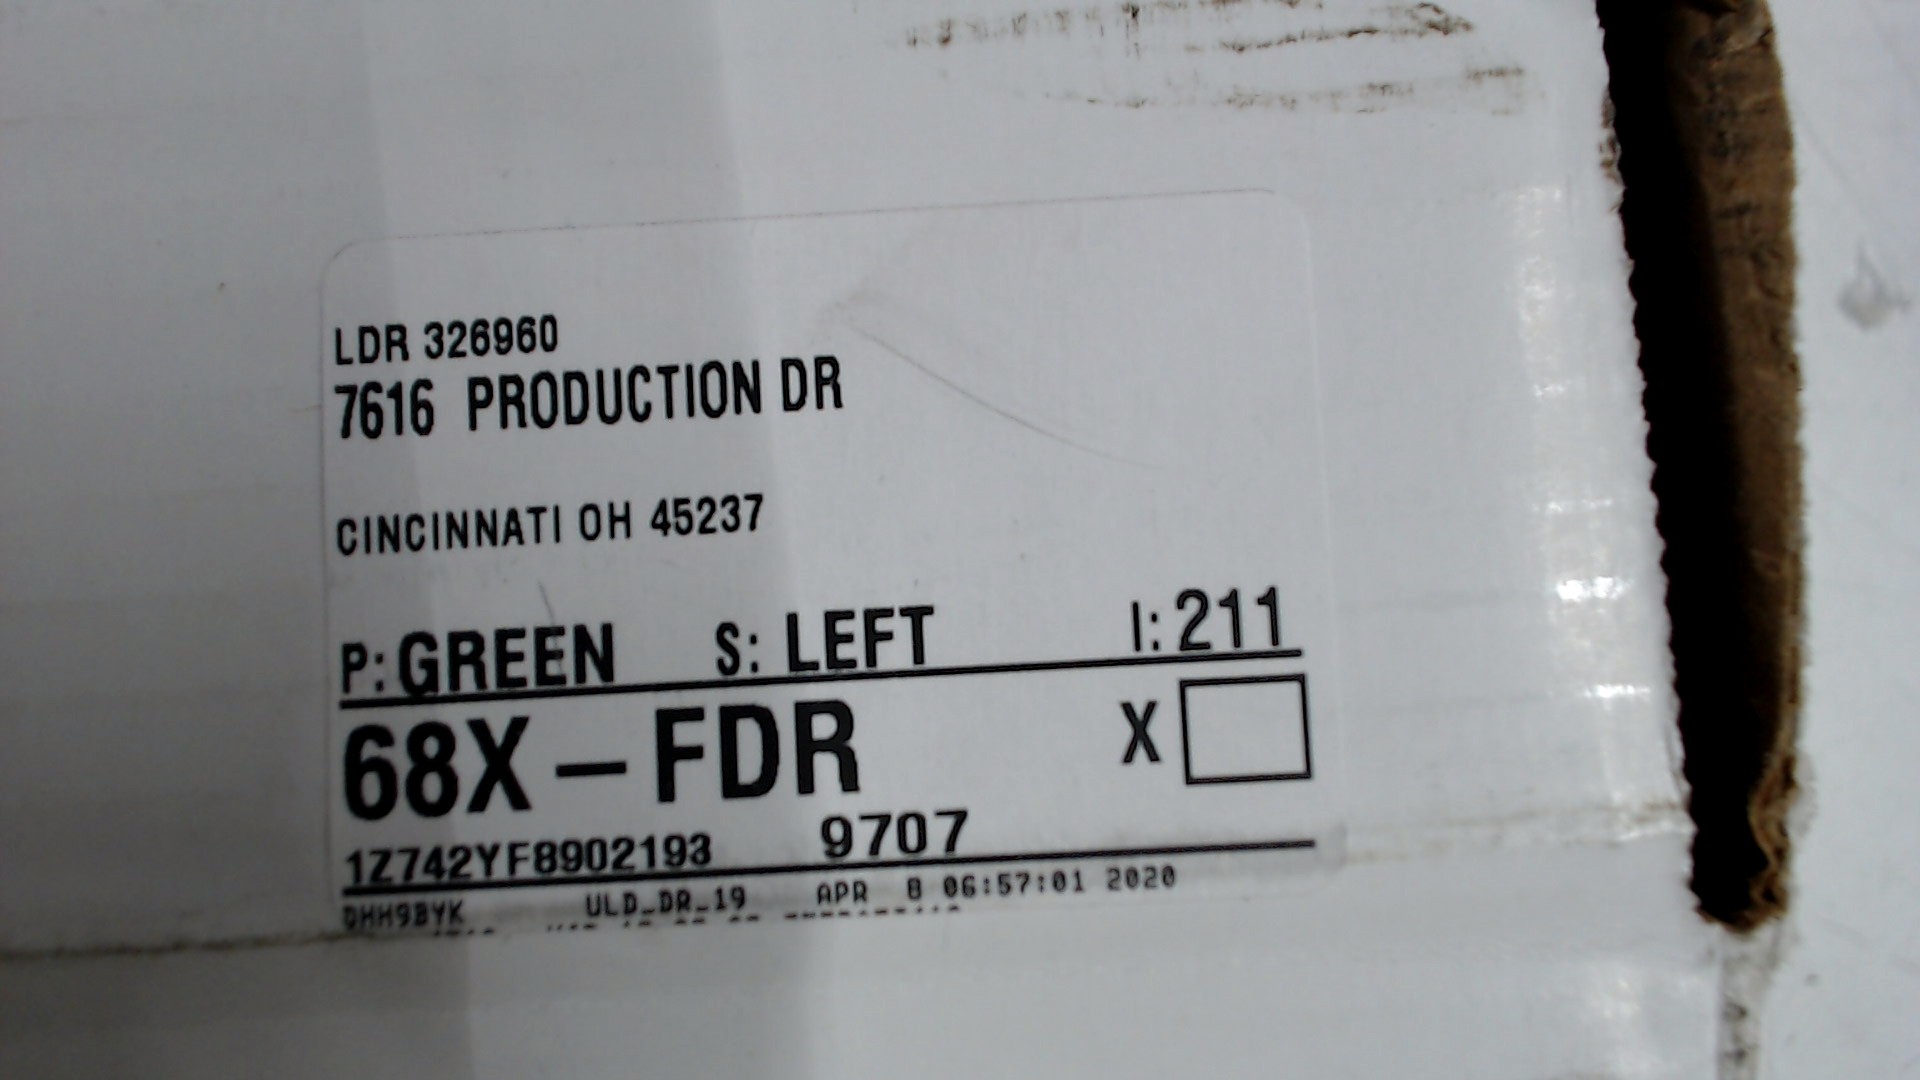 LDR 326960
7616 PRODUCTION DR
CINCINNATI OH 45237
P: GREEN S: LEFT I: 211
68X – FDR X
1Z742YF8902193 9707
ULD_DR_19 APR 8 06:57:01 2020